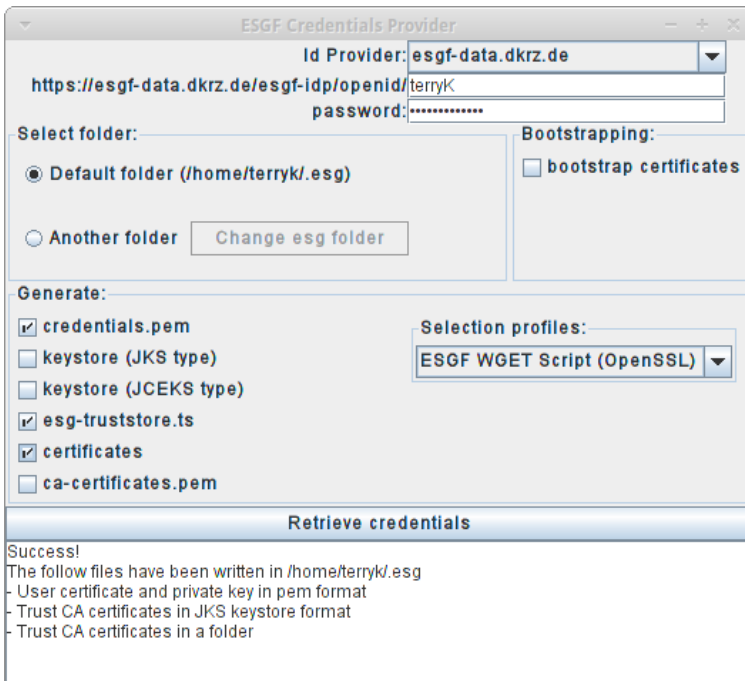 ESGF Credentials Provider
Id Provider: esgf-data.dkrz.de
https://esgf-data.dkrz.de/esgf-idp/openid/ terryK
password: •••••••••••••
Select folder:
Bootstrapping:
Default folder (/home/terryk/.esg)
bootstrap certificates
Another folder
Change esg folder
Generate:
credentials.pem
Selection profiles:
keystore (JKS type)
ESGF WGET Script (OpenSSL)
keystore (JCEKS type)
esg-truststore.ts
certificates
ca-certificates.pem
Retrieve credentials
Success!
The follow files have been written in /home/terryk/.esg
- User certificate and private key in pem format
- Trust CA certificates in JKS keystore format
- Trust CA certificates in a folder